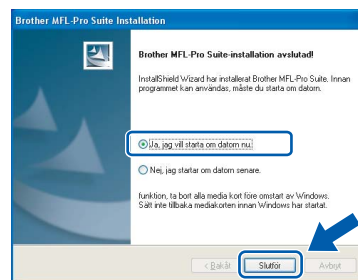 Brother MFL-Pro Suite Installation
Brother MFL-Pro Suite-installation avslutad!
InstallShield Wizard har installerat Brother MFL-Pro Suite. Innan
programmet kan användas, måste du starta om datorn.
Ja, jag vill starta om datorn nu.
Nej, jag startar om datorn senare.
funktion, ta bort alla media kort före omstart av Windows.
Sätt inte tillbaka mediakorten innan Windows har startat.
< Bakåt
Slutför
Avbryt